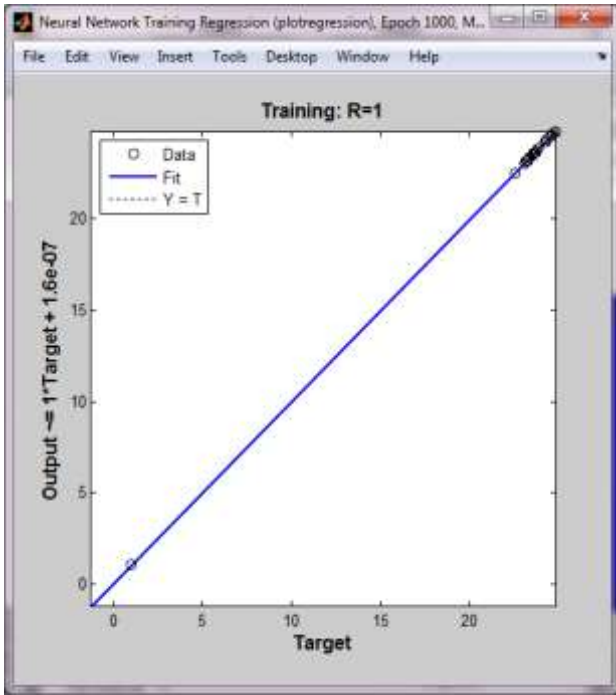 Neural Network Training Regression (plotregression), Epoch 1000, M...
File Edit View Insert Tools Desktop Window Help
Training: R=1
Data
Fit
Y = T
Output ~= 1*Target + 1.6e-07
20
15
10
5
0
0 5 10 15 20
Target